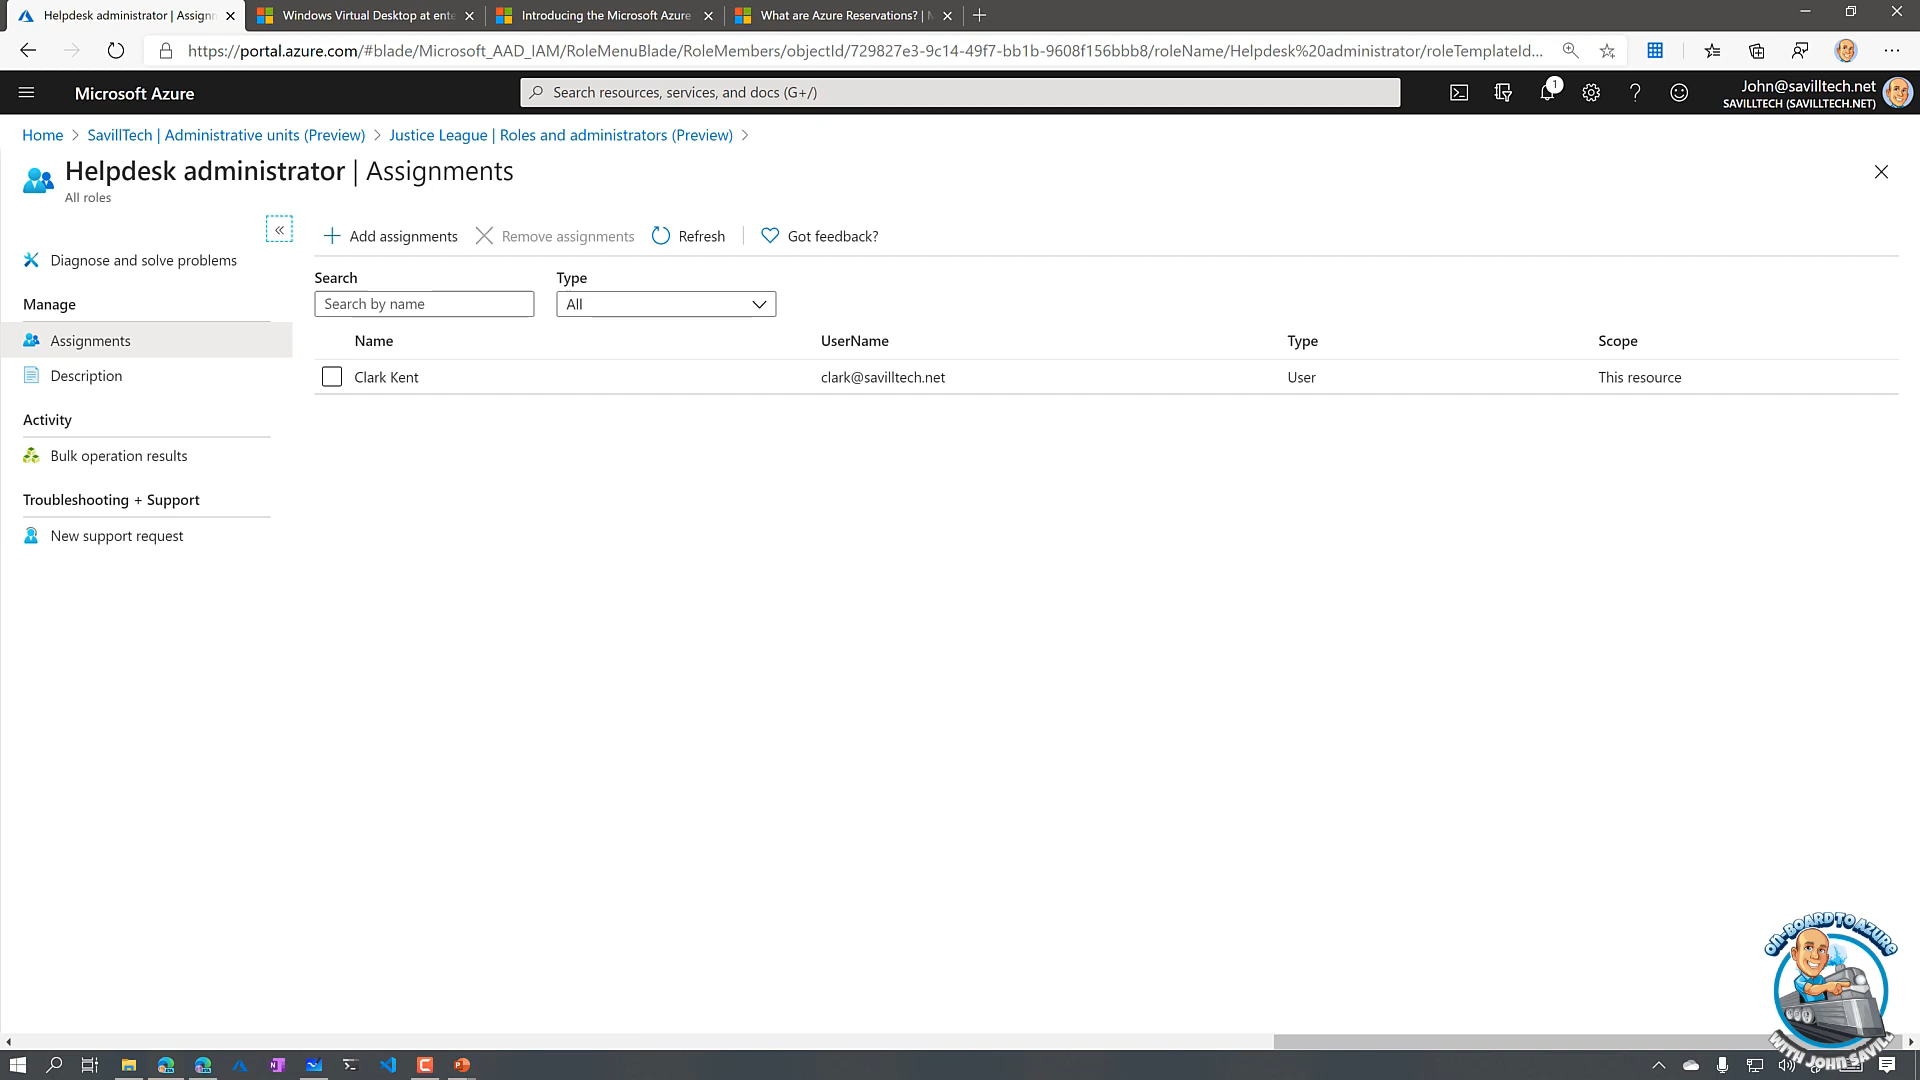 Helpdesk administrator | Assignn
Windows Virtual Desktop at ente
Introducing the Microsoft Azure
What are Azure Reservations? | M
https://portal.azure.com/#blade/Microsoft_AAD_IAM/RoleMenuBlade/RoleMembers/objectId/729827e3-9c14-49f7-bb1b-9608f156bbb8/roleName/Helpdesk%20administrator/roleTemplateId...
Microsoft Azure
Search resources, services, and docs (G+/)
1
John@savilltech.net
SAVILLTECH (SAVILLTECH.NET)
Home > SavillTech | Administrative units (Preview) > Justice League | Roles and administrators (Preview) >
Helpdesk administrator | Assignments
All roles
«
Add assignments
Remove assignments
Refresh
Got feedback?
Diagnose and solve problems
Manage
Assignments
Description
Activity
Bulk operation results
Troubleshooting + Support
New support request
Search
Type
Search by name
All
Name UserName Type Scope
Clark Kent clark@savilltech.net User This resource
ON-BOARD TO AZURE
WITH JOHN SAVILL